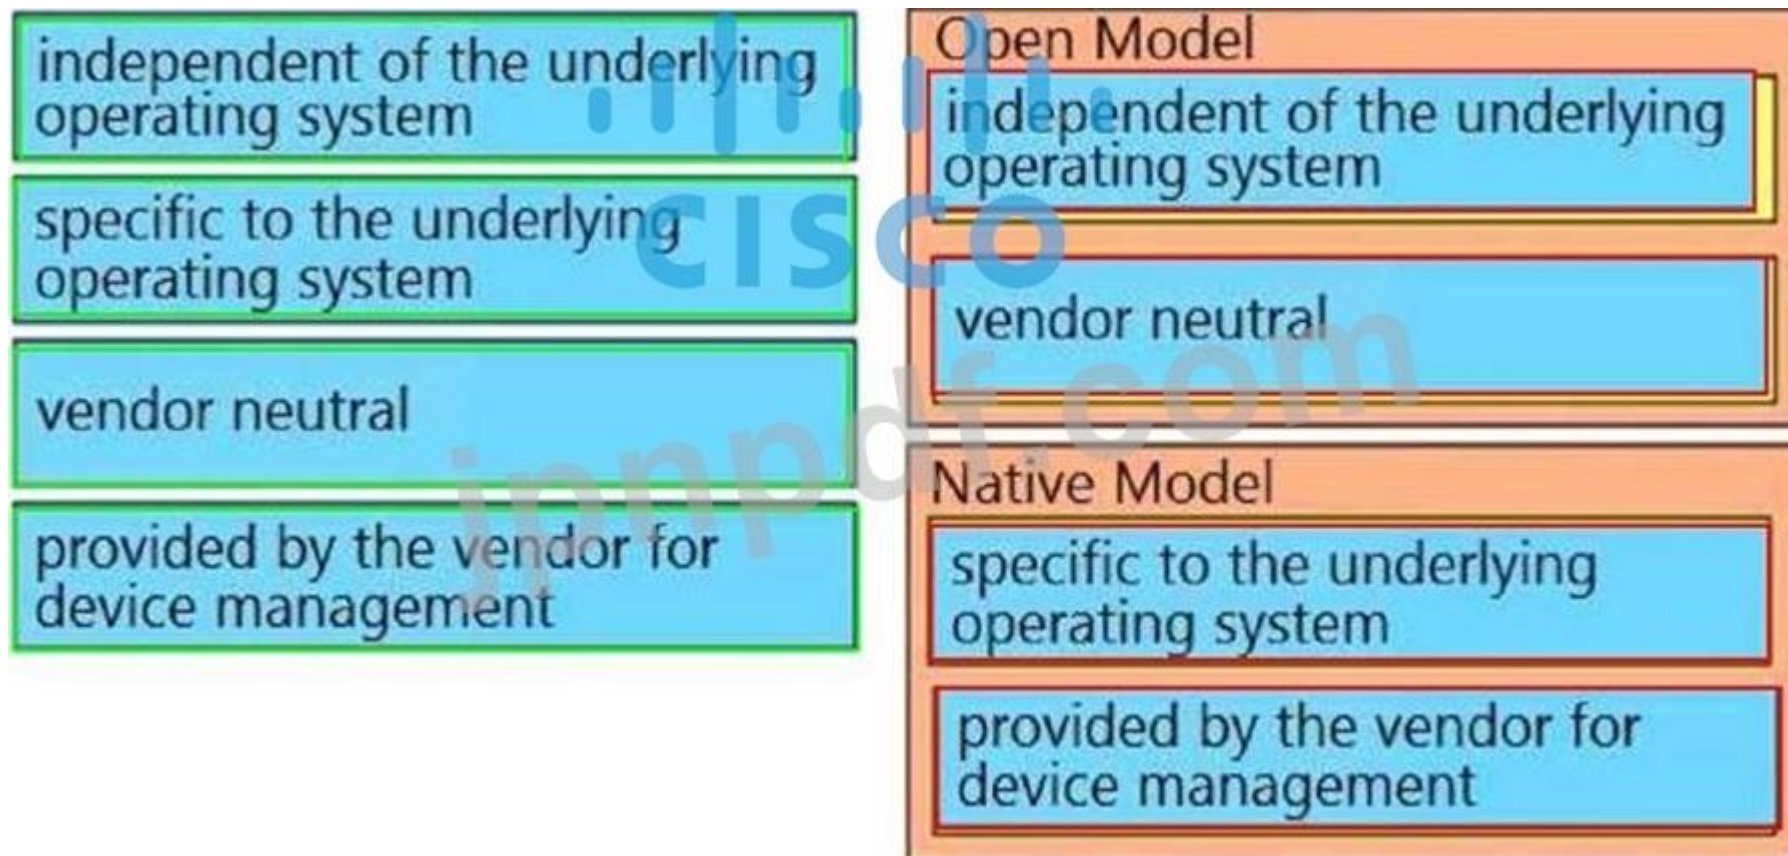 independent of the underlying
operating system
specific to the underlying
operating system
vendor neutral
provided by the vendor for
device management
Open Model
independent of the underlying
operating system
vendor neutral
Native Model
specific to the underlying
operating system
provided by the vendor for
device management
CISCO
jpnpdf.com